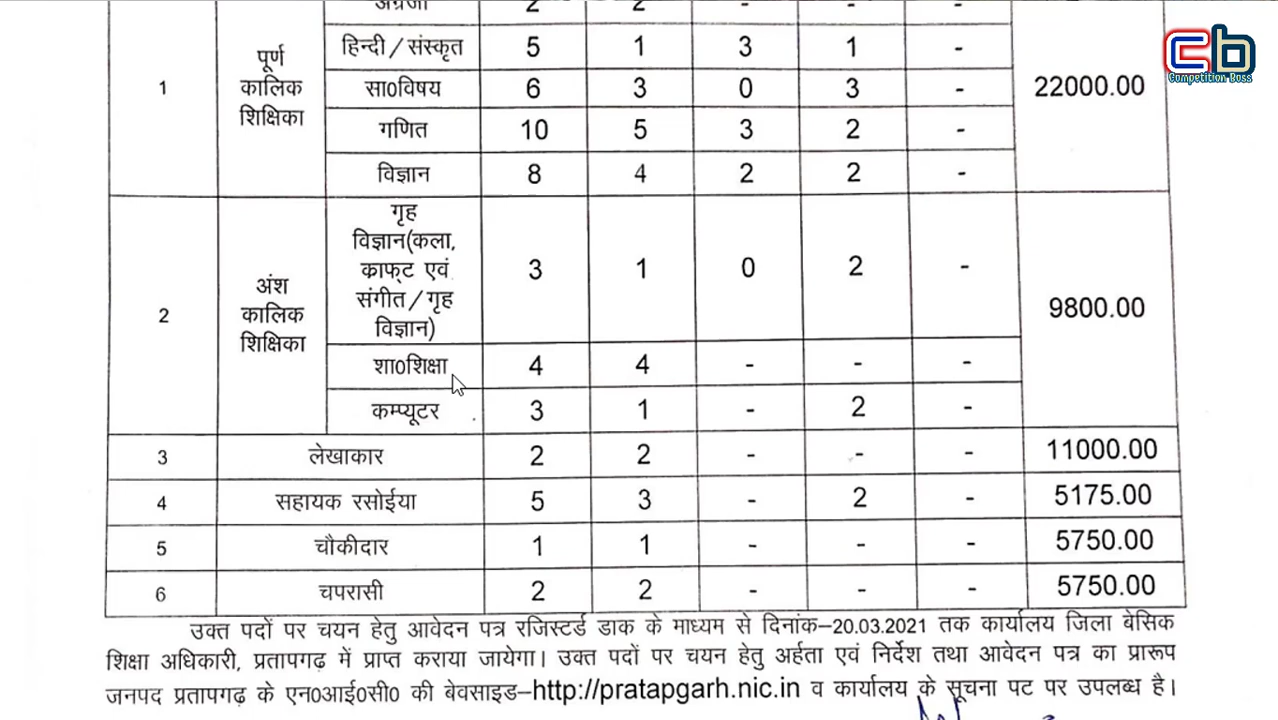 अंग्रेजी 2 2 - - -
1 पूर्ण कालिक शिक्षिका हिन्दी / संस्कृत 5 1 3 1 - 22000.00
सा0विषय 6 3 0 3 -
गणित 10 5 3 2 -
विज्ञान 8 4 2 2 -
2 अंश कालिक शिक्षिका गृह विज्ञान(कला, क्राफ्ट एवं संगीत / गृह विज्ञान) 3 1 0 2 - 9800.00
शा0शिक्षा 4 4 - - -
कम्प्यूटर 3 1 - 2 -
3 लेखाकार 2 2 - - - 11000.00
4 सहायक रसोईया 5 3 - 2 - 5175.00
5 चौकीदार 1 1 - - - 5750.00
6 चपरासी 2 2 - - - 5750.00
उक्त पदों पर चयन हेतु आवेदन पत्र रजिस्टर्ड डाक के माध्यम से दिनांक–20.03.2021 तक कार्यालय जिला बेसिक
शिक्षा अधिकारी, प्रतापगढ़ में प्राप्त कराया जायेगा। उक्त पदों पर चयन हेतु अर्हता एवं निर्देश तथा आवेदन पत्र का प्रारूप
जनपद प्रतापगढ़ के एन0आई0सी0 की बेवसाइड–http://pratapgarh.nic.in व कार्यालय के सूचना पट पर उपलब्ध है।
Cb
Competition Boss